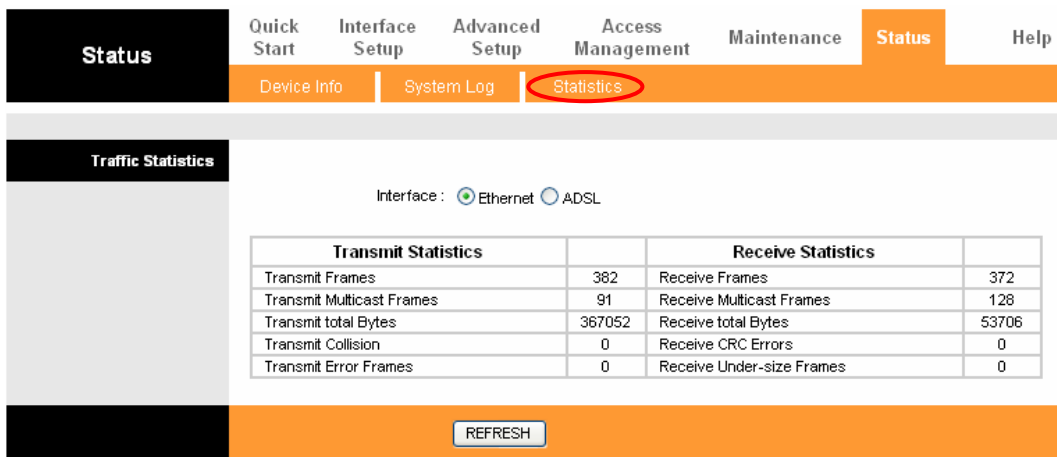 Status
Quick Start
Interface Setup
Advanced Setup
Access Management
Maintenance
Status
Help
Device Info
System Log
Statistics
Traffic Statistics
Interface : Ethernet ADSL
Transmit Statistics Receive Statistics
Transmit Frames 382 Receive Frames 372
Transmit Multicast Frames 91 Receive Multicast Frames 128
Transmit total Bytes 367052 Receive total Bytes 53706
Transmit Collision 0 Receive CRC Errors 0
Transmit Error Frames 0 Receive Under-size Frames 0
REFRESH